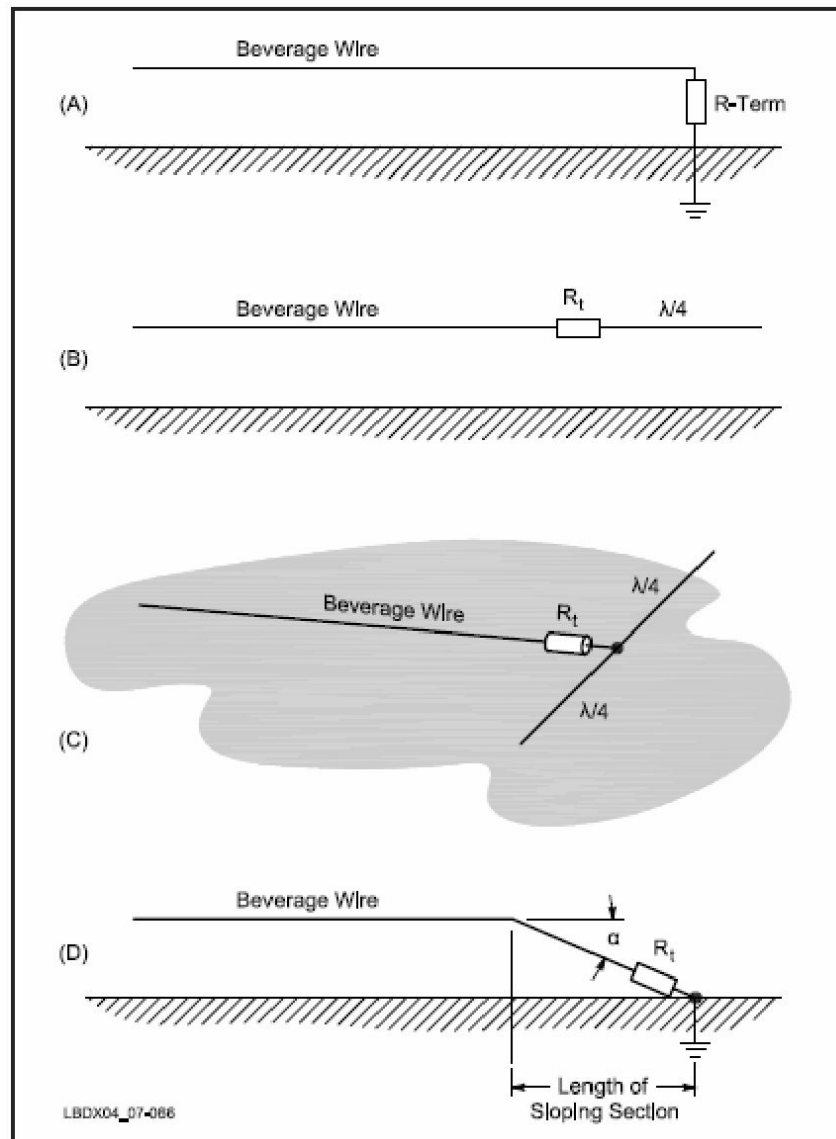 Beverage Wire
(A)
R-Term
Beverage Wire
Rt
λ/4
(B)
Beverage Wire
Rt
λ/4
λ/4
(C)
Beverage Wire
(D)
α
Rt
Length of
Sloping Section
LBDX04_07-066